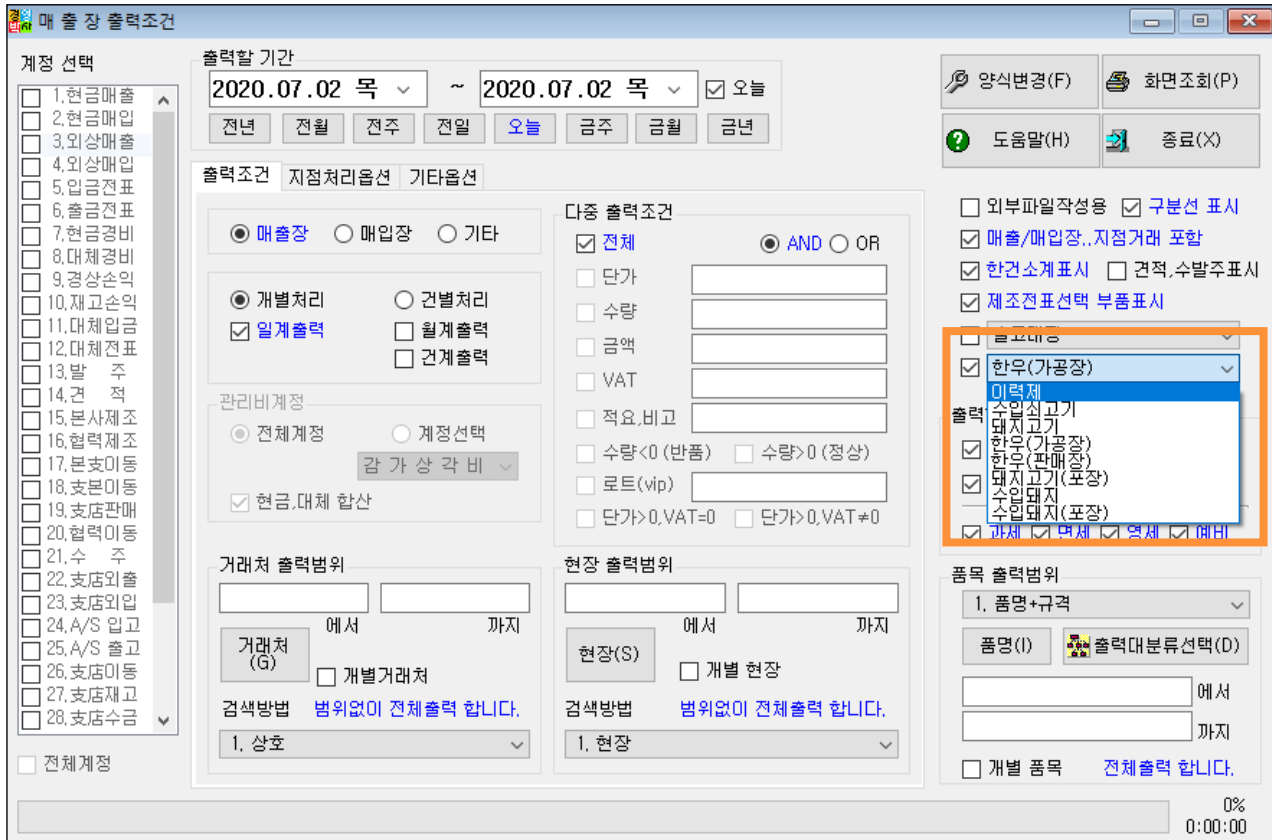 매 출 장 출력조건
계정 선택
1.현금매출
2.현금매입
3.외상매출
4.외상매입
5.입금전표
6.출금전표
7.현금경비
8.대체경비
9.경상손익
10.재고손익
11.대체입금
12.대체전표
13.발 주
14.견 적
15.본사제조
16.협력제조
17.본支이동
18.支본이동
19.支店판매
20.협력이동
21.수 주
22.支店외출
23.支店외입
24.A/S 입고
25.A/S 출고
26.支店이동
27.支店재고
28.支店수금
전체계정
출력할 기간
2020.07.02 목 ~ 2020.07.02 목 오늘
전년 전월 전주 전일 오늘 금주 금월 금년
출력조건 지점처리옵션 기타옵션
매출장 매입장 기타
개별처리 건별처리
일계출력 월계출력
건계출력
관리비계정
전체계정 계정선택
감 가 상 각 비
현금,대체 합산
다중 출력조건
전체 AND OR
단가
수량
금액
VAT
적요,비고
수량<0 (반품) 수량>0 (정상)
로트(vip)
단가>0,VAT=0 단가>0,VAT≠0
거래처 출력범위
에서 까지
거래처
(G)
개별거래처
검색방법 범위없이 전체출력 합니다.
1. 상호
현장 출력범위
에서 까지
현장(S) 개별 현장
검색방법 범위없이 전체출력 합니다.
1. 현장
양식변경(F) 화면조회(P)
도움말(H) 종료(X)
외부파일작성용 구분선 표시
매출/매입장,.지점거래 포함
한건소계표시 견적,수발주표시
제조전표선택 부품표시
출고대장
한우(가공장)
이력제
수입쇠고기
돼지고기
한우(가공장)
한우(판매장)
돼지고기(포장)
수입돼지
수입돼지(포장)
출력
과세 면세 영세 예비
품목 출력범위
1. 품명+규격
품명(I) 출력대분류선택(D)
에서
까지
개별 품목 전체출력 합니다.
0%
0:00:00